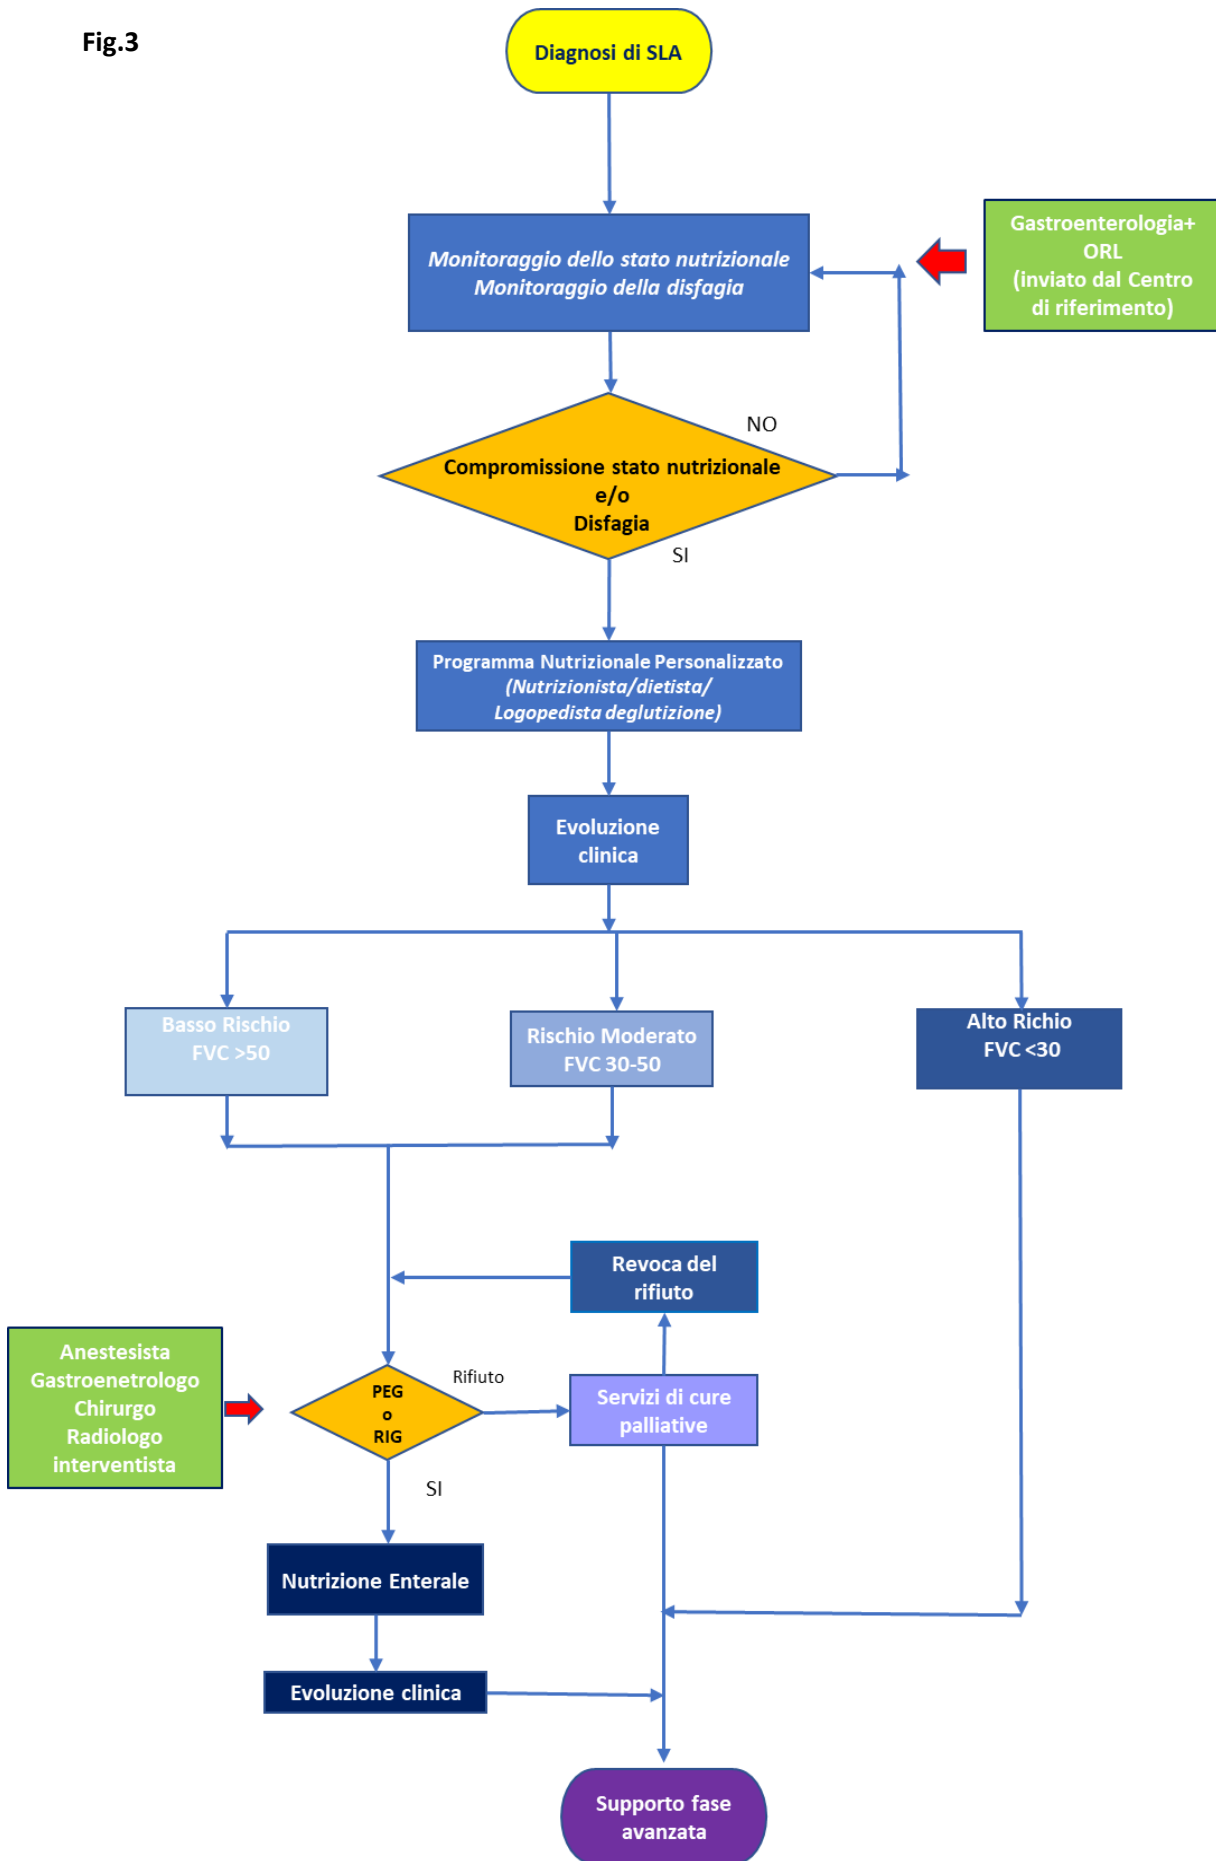 Fig.3
Diagnosi di SLA
Monitoraggio dello stato nutrizionale
Monitoraggio della disfagia
Gastroenterologia+
ORL
(inviato dal Centro
di riferimento)
NO
Compromissione stato nutrizionale
e/o
Disfagia
SI
Programma Nutrizionale Personalizzato
(Nutrizionista/dietista/
Logopedista deglutizione)
Evoluzione
clinica
Basso Rischio
FVC >50
Rischio Moderato
FVC 30-50
Alto Richio
FVC <30
Revoca del
rifiuto
Anestesista
Gastroenetrologo
Chirurgo
Radiologo
interventista
PEG
o
RIG
Rifiuto
Servizi di cure
palliative
SI
Nutrizione Enterale
Evoluzione clinica
Supporto fase
avanzata